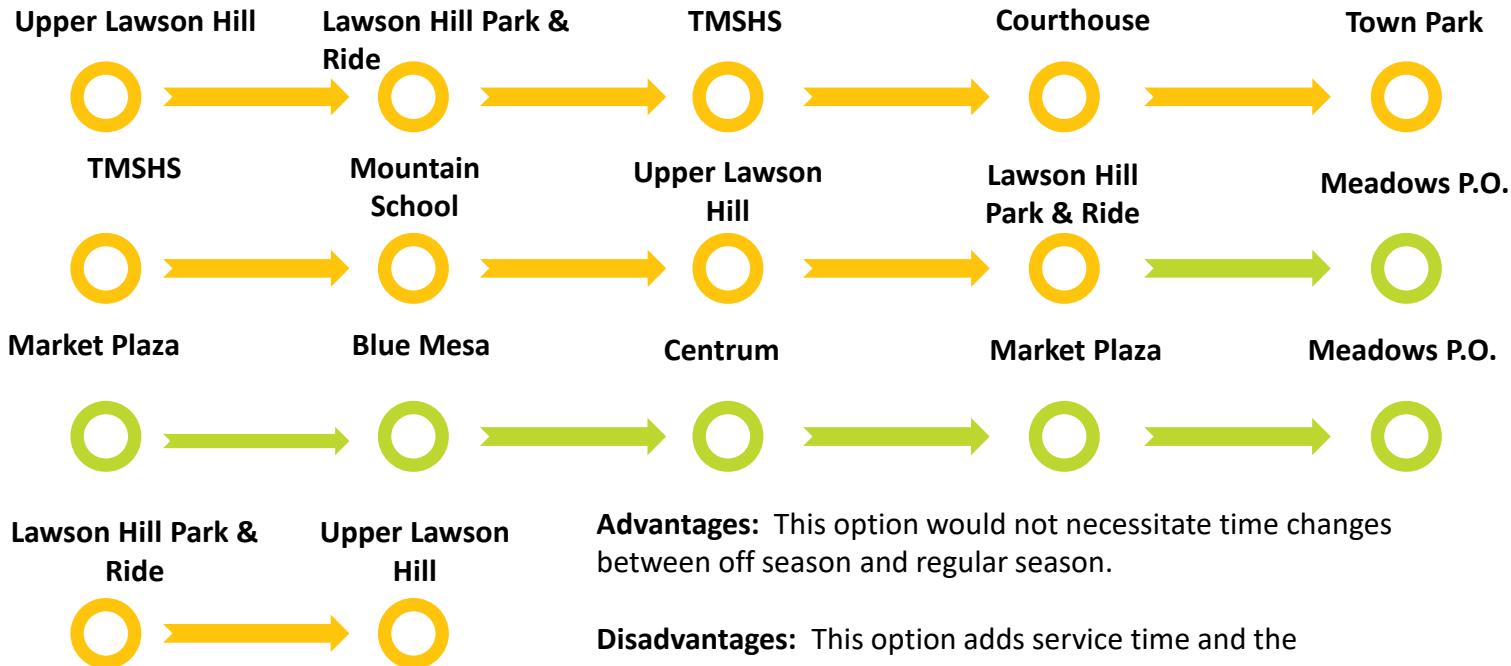 Upper Lawson Hill
Lawson Hill Park &
Ride
TMSHS
Courthouse
Town Park
TMSHS
Mountain
School
Upper Lawson
Hill
Lawson Hill
Park & Ride
Meadows P.O.
Market Plaza
Blue Mesa
Centrum
Market Plaza
Meadows P.O.
Lawson Hill Park &
Ride
Upper Lawson
Hill
Advantages: This option would not necessitate time changes
between off season and regular season.
Disadvantages: This option adds service time and the